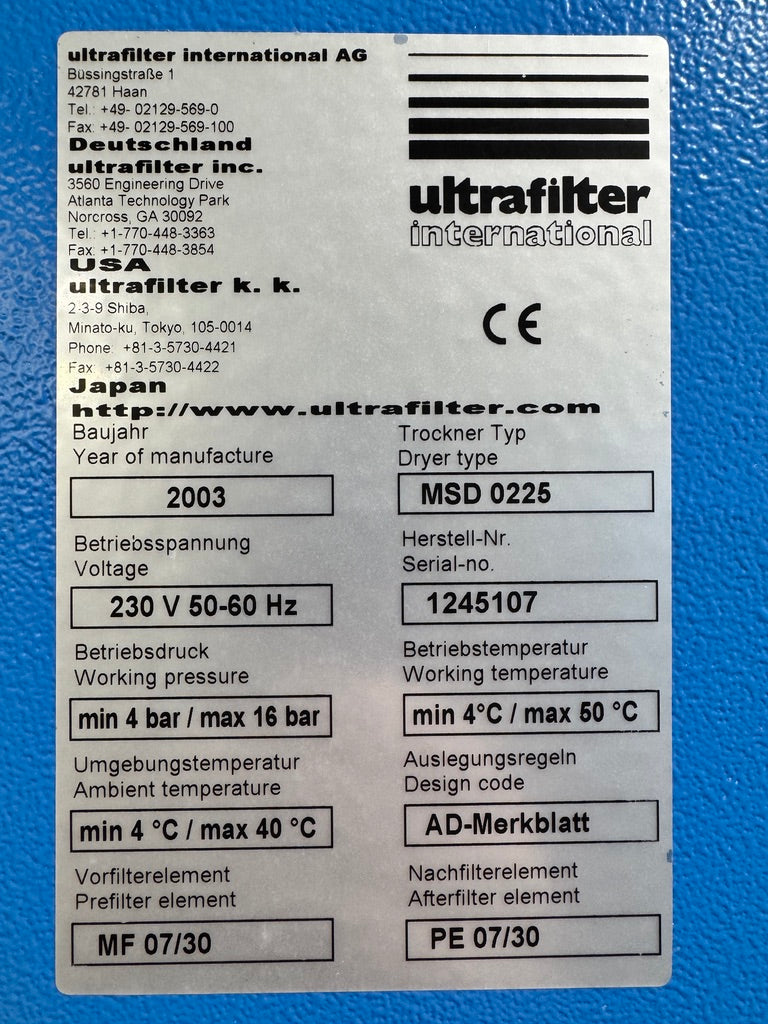 ultrafilter international AG
Büssingstraße 1
42781 Haan
Tel.: +49- 02129-569-0
Fax: +49- 02129-569-100
Deutschland
ultrafilter inc.
3560 Engineering Drive
Atlanta Technology Park
Norcross, GA 30092
Tel.: +1-770-448-3363
Fax: +1-770-448-3854
USA
ultrafilter k. k.
2-3-9 Shiba,
Minato-ku, Tokyo, 105-0014
Phone: +81-3-5730-4421
Fax: +81-3-5730-4422
Japan
http://www.ultrafilter.com
ultrafilter
international
CE
Baujahr
Year of manufacture
2003
Trockner Typ
Dryer type
MSD 0225
Betriebsspannung
Voltage
230 V 50-60 Hz
Herstell-Nr.
Serial-no.
1245107
Betriebsdruck
Working pressure
min 4 bar / max 16 bar
Betriebstemperatur
Working temperature
min 4°C / max 50 °C
Umgebungstemperatur
Ambient temperature
min 4 °C / max 40 °C
Auslegungsregeln
Design code
AD-Merkblatt
Vorfilterelement
Prefilter element
MF 07/30
Nachfilterelement
Afterfilter element
PE 07/30